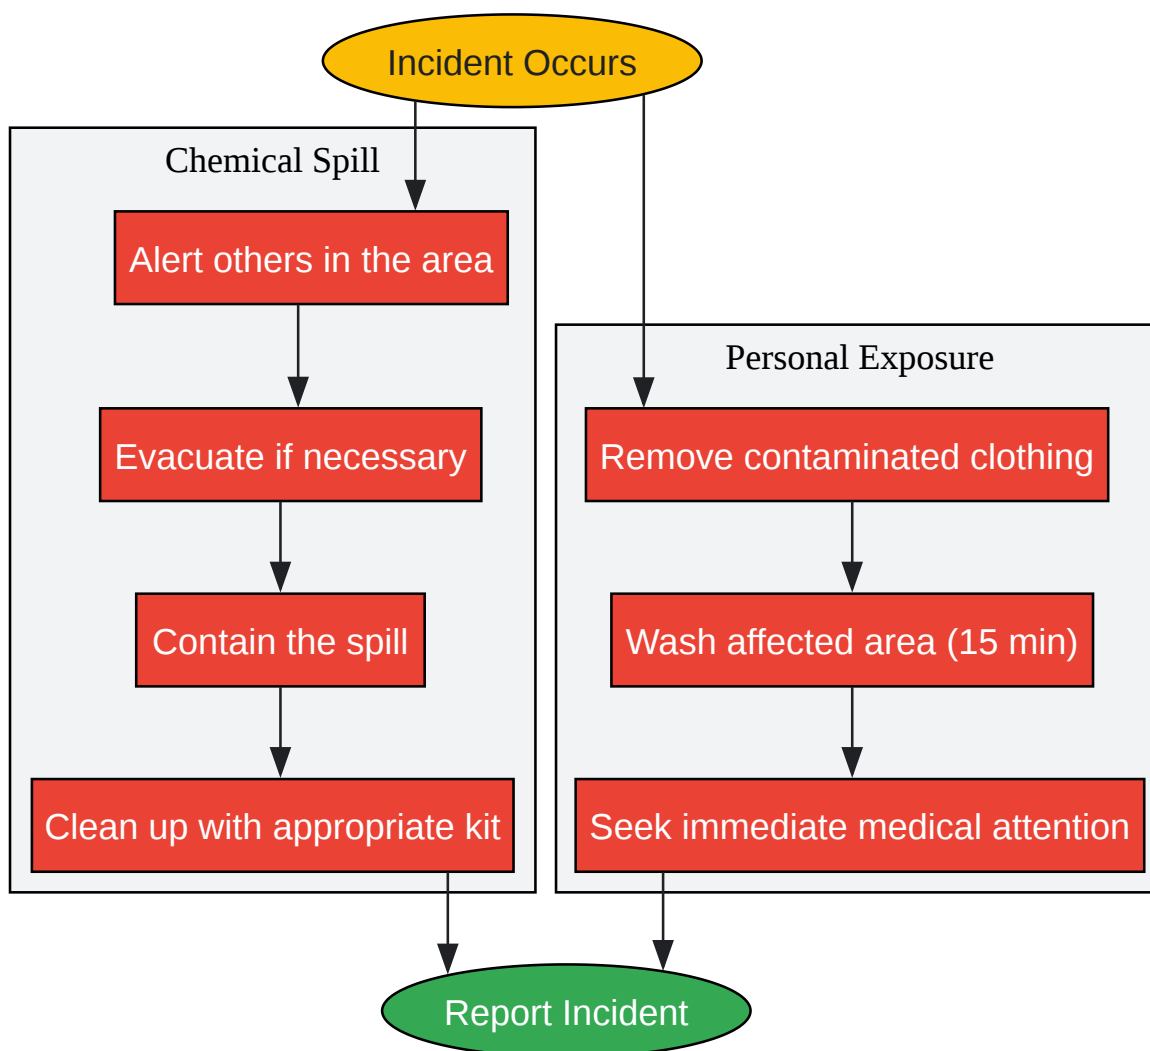 Incident Occurs
Chemical Spill
Alert others in the area
Evacuate if necessary
Contain the spill
Clean up with appropriate kit
Personal Exposure
Remove contaminated clothing
Wash affected area (15 min)
Seek immediate medical attention
Report Incident